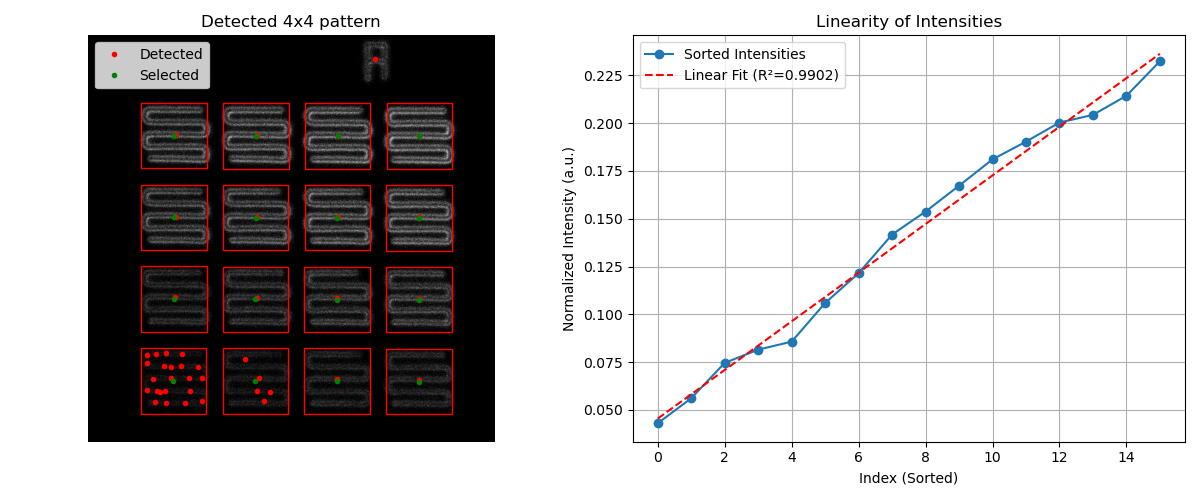 Detected 4x4 pattern
Detected
Selected
A
Linearity of Intensities
Sorted Intensities
Linear Fit (R²=0.9902)
Normalized Intensity (a.u.)
0.225
0.200
0.175
0.150
0.125
0.100
0.075
0.050
0 2 4 6 8 10 12 14
Index (Sorted)